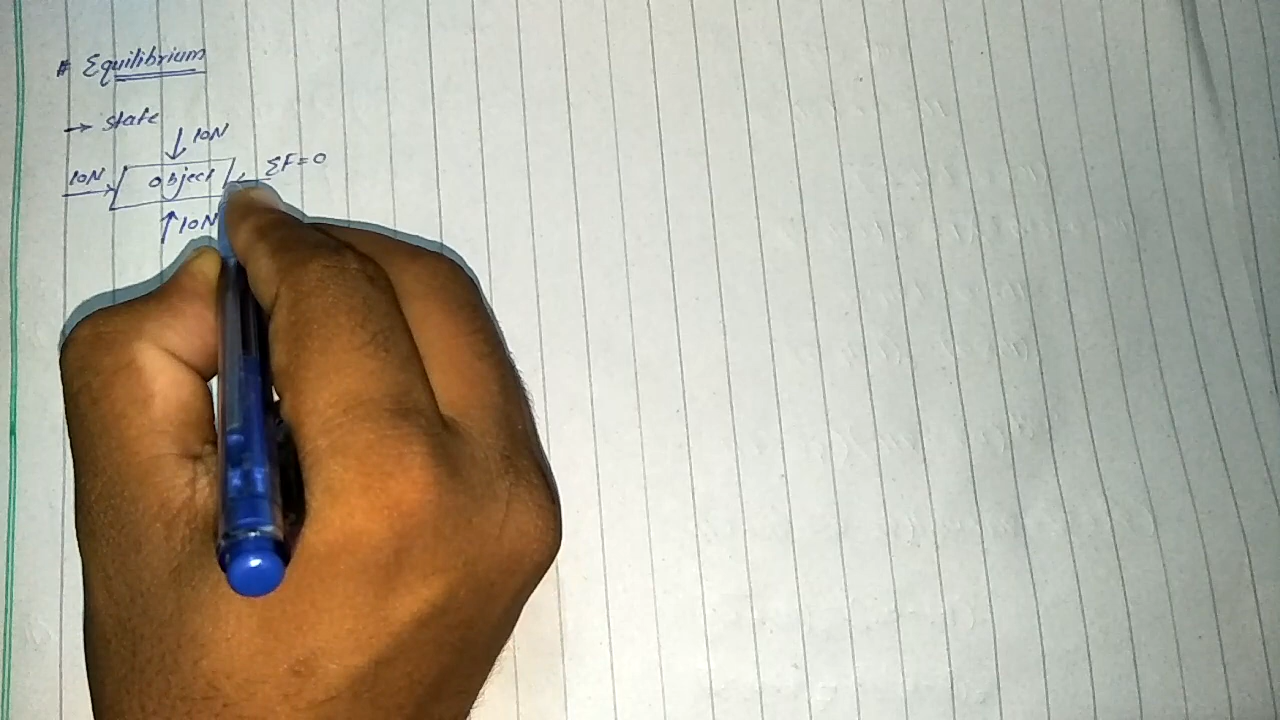 # Equilibrium
→ state
↓ 10N
10N → object ← ΣF=0
↑ 10N